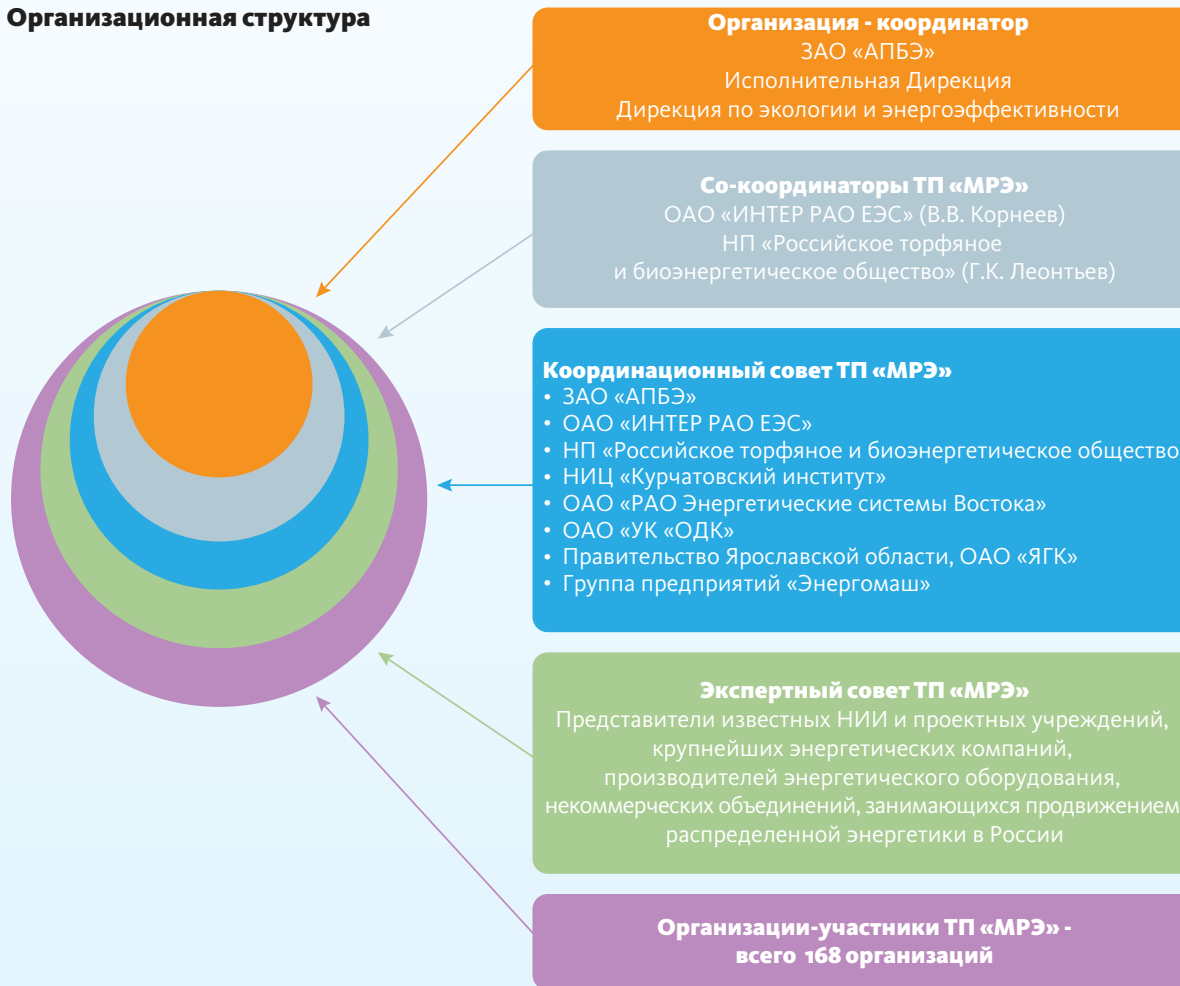 Организационная структура
Организация - координатор
ЗАО «АПБЭ»
Исполнительная Дирекция
Дирекция по экологии и энергоэффективности
Со-координаторы ТП «МРЭ»
ОАО «ИНТЕР РАО ЕЭС» (В.В. Корнеев)
НП «Российское торфяное
и биоэнергетическое общество» (Г.К. Леонтьев)
Координационный совет ТП «МРЭ»
• ЗАО «АПБЭ»
• ОАО «ИНТЕР РАО ЕЭС»
• НП «Российское торфяное и биоэнергетическое общество
• НИЦ «Курчатовский институт»
• ОАО «РАО Энергетические системы Востока»
• ОАО «УК «ОДК»
• Правительство Ярославской области, ОАО «ЯГК»
• Группа предприятий «Энергомаш»
Экспертный совет ТП «МРЭ»
Представители известных НИИ и проектных учреждений,
крупнейших энергетических компаний,
производителей энергетического оборудования,
некоммерческих объединений, занимающихся продвижением
распределенной энергетики в России
Организации-участники ТП «МРЭ» -
всего 168 организаций